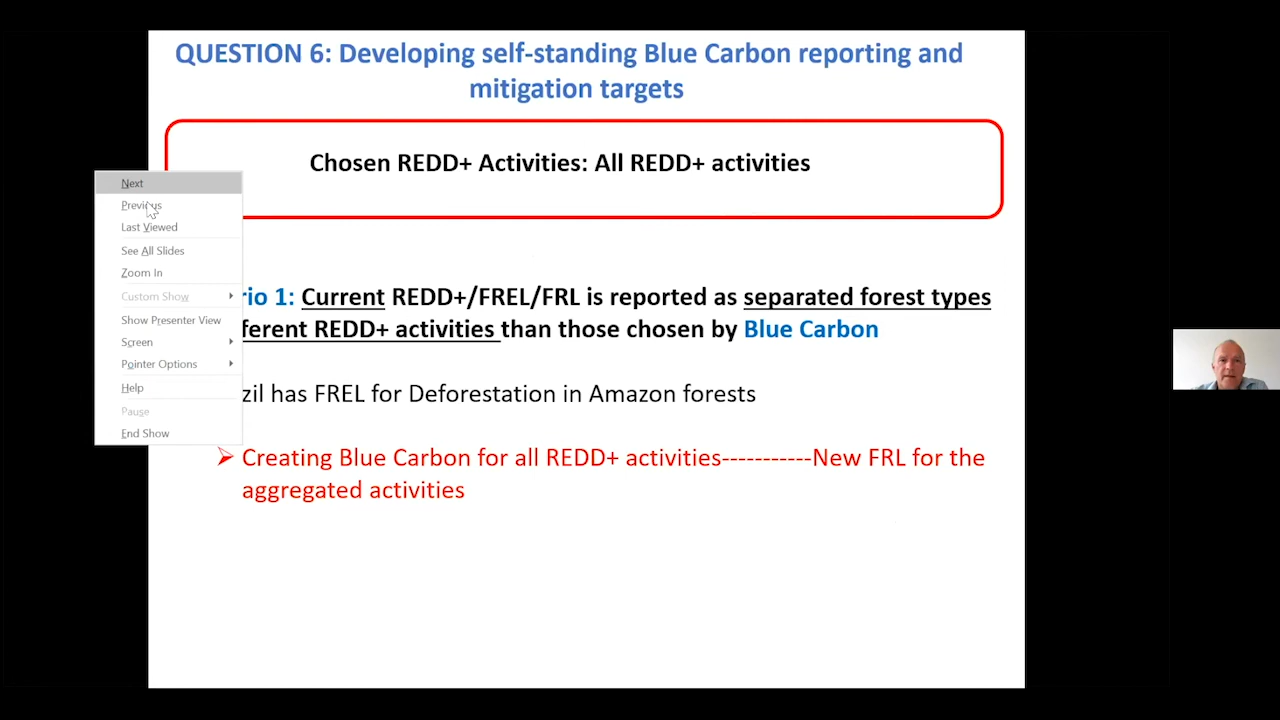 QUESTION 6: Developing self-standing Blue Carbon reporting and
mitigation targets
Chosen REDD+ Activities: All REDD+ activities
Next
Previous
Last Viewed
See All Slides
Zoom In
Custom Show
Show Presenter View
Screen
Pointer Options
Help
Pause
End Show
1: Current REDD+/FREL/FRL is reported as separated forest types
REDD+ activities than those chosen by Blue Carbon
has FREL for Deforestation in Amazon forests
Creating Blue Carbon for all REDD+ activities-----------New FRL for the
aggregated activities